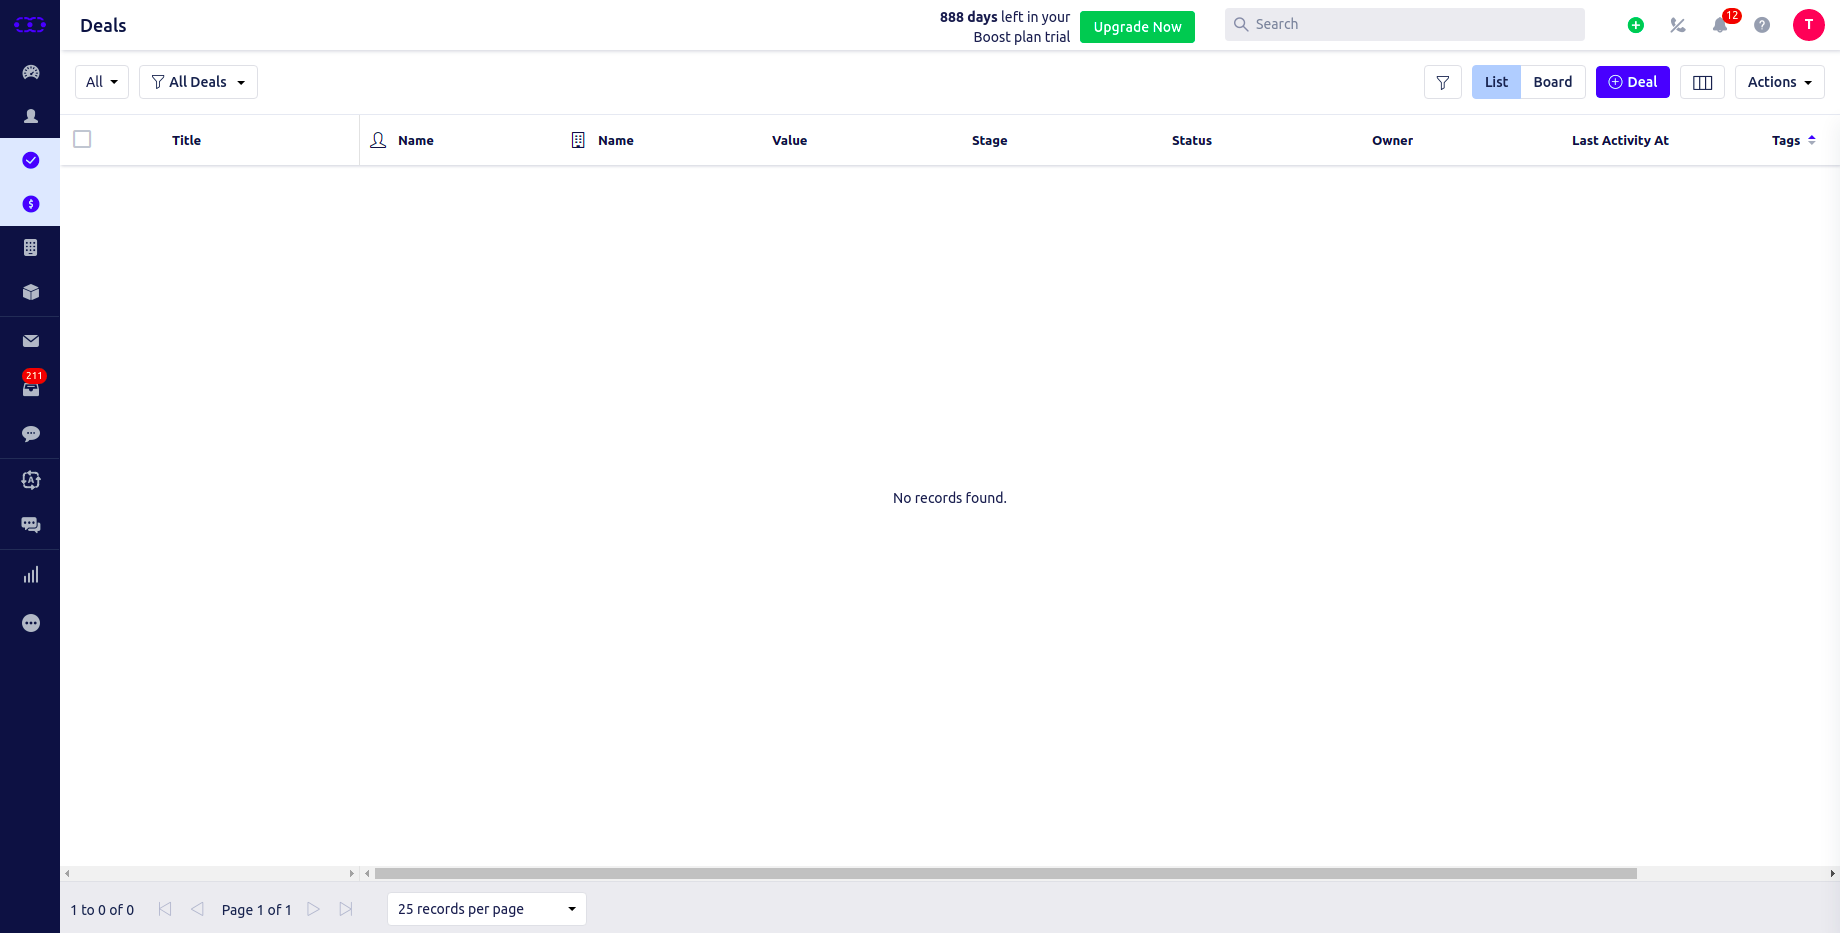 Deals
888 days left in your
Boost plan trial
Upgrade Now
Search
12
T
All
All Deals
List
Board
Deal
Actions
Title
Name
Name
Value
Stage
Status
Owner
Last Activity At
Tags
211
No records found.
1 to 0 of 0
Page 1 of 1
25 records per page